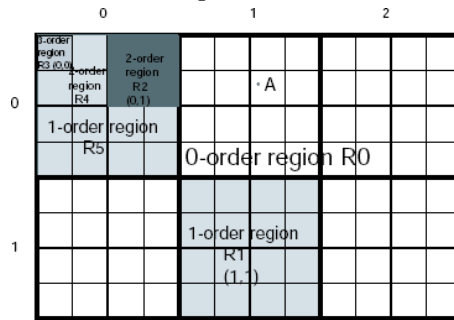 0 1 2
0
3-order
region
R3 (0,0)
2-order
region
R4
2-order
region
R2
(0,1)
A
1-order region
R5
0-order region R0
1
1-order region
R1
(1,1)